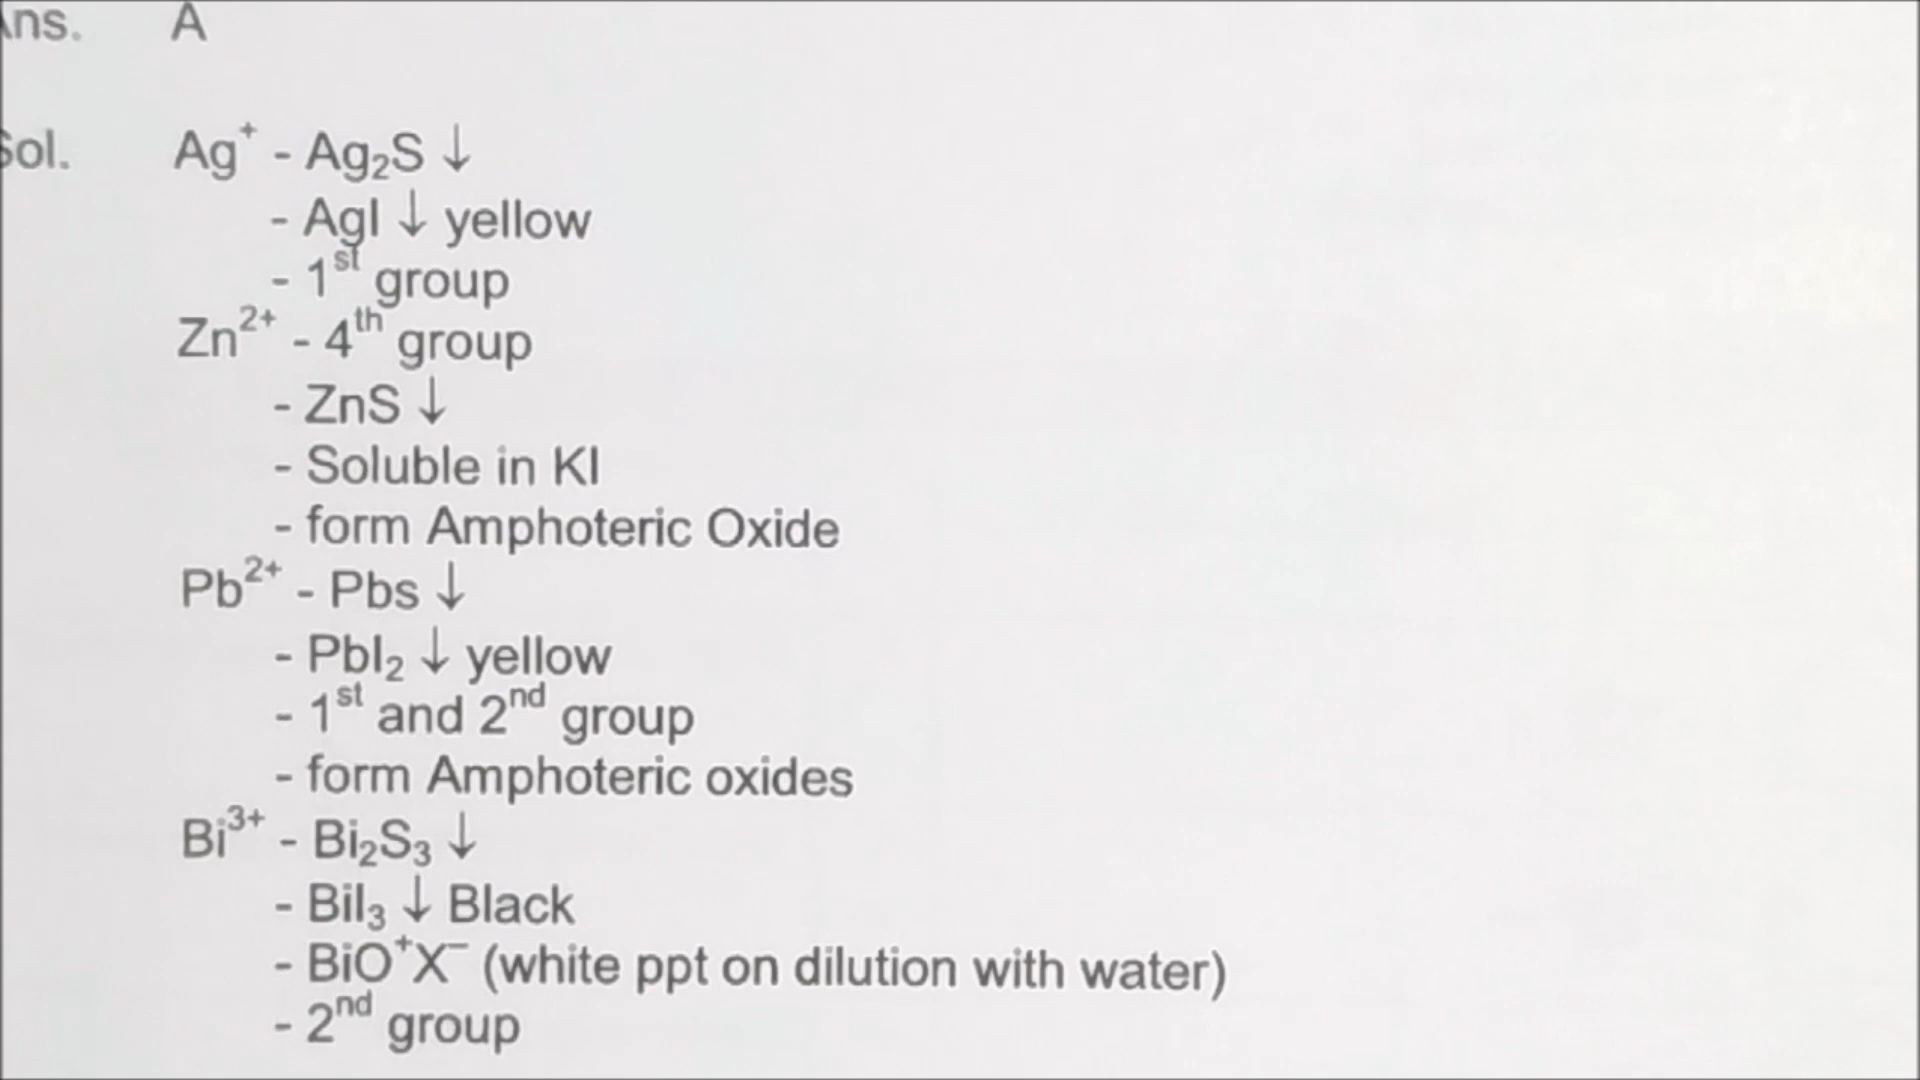 Ans. A
Sol. Ag⁺ - Ag₂S ↓
- AgI ↓ yellow
- 1ˢᵗ group
Zn²⁺ - 4ᵗʰ group
- ZnS ↓
- Soluble in KI
- form Amphoteric Oxide
Pb²⁺ - Pbs ↓
- PbI₂ ↓ yellow
- 1ˢᵗ and 2ⁿᵈ group
- form Amphoteric oxides
Bi³⁺ - Bi₂S₃ ↓
- BiI₃ ↓ Black
- BiO⁺X⁻ (white ppt on dilution with water)
- 2ⁿᵈ group